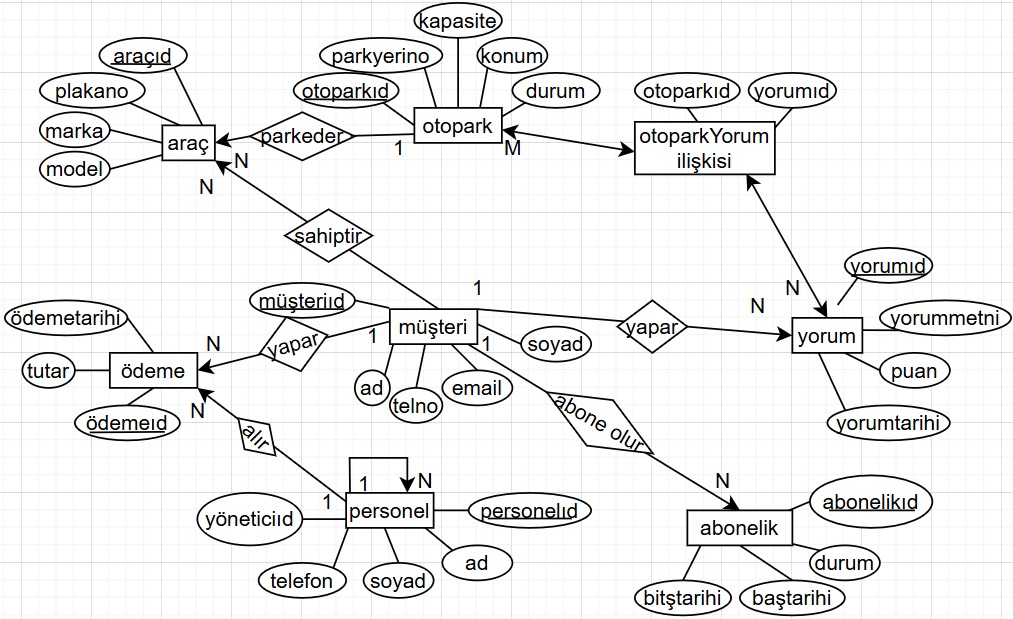 kapasite
araçıd
parkyerino
konum
plakano
otoparkıd
durum
otoparkıd
yorumıd
marka
araç
parkeder
otopark
otoparkYorum
ilişkisi
1
M
N
model
N
sahiptir
yorumıd
1
N
N
müşteriıd
ödemetarihi
yorummetni
müşteri
yapar
yorum
yapar
1
1
soyad
N
tutar
ödeme
puan
ad
telno
email
N
ödemeıd
abone olur
yorumtarihi
alır
1
N
N
1
yöneticiıd
personel
personelıd
abonelikıd
abonelik
telefon
soyad
ad
durum
bitştarihi
baştarihi